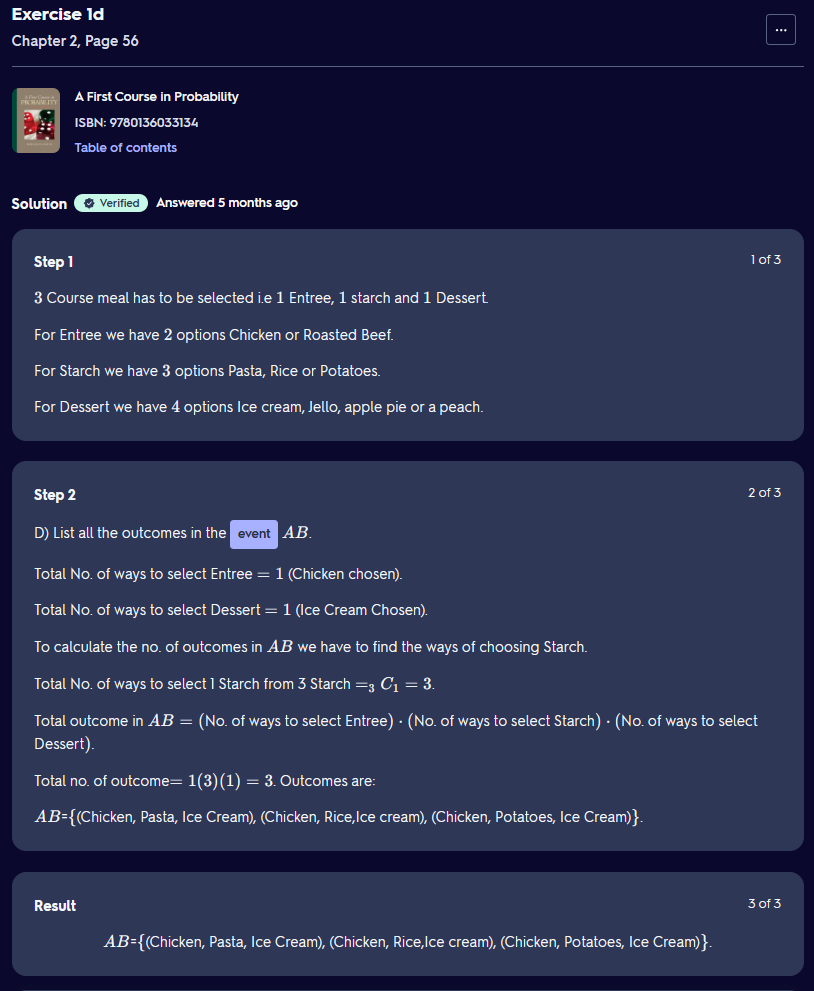 Exercise 1d
Chapter 2, Page 56
...
PROBABILITY
A First Course in Probability
ISBN: 9780136033134
Table of contents
Solution Verified Answered 5 months ago
Step 1 1 of 3
3 Course meal has to be selected i.e 1 Entree, 1 starch and 1 Dessert.
For Entree we have 2 options Chicken or Roasted Beef.
For Starch we have 3 options Pasta, Rice or Potatoes.
For Dessert we have 4 options Ice cream, Jello, apple pie or a peach.
Step 2 2 of 3
D) List all the outcomes in the event AB.
Total No. of ways to select Entree = 1 (Chicken chosen).
Total No. of ways to select Dessert = 1 (Ice Cream Chosen).
To calculate the no. of outcomes in AB we have to find the ways of choosing Starch.
Total No. of ways to select 1 Starch from 3 Starch =₃ C₁ = 3.
Total outcome in AB = (No. of ways to select Entree) · (No. of ways to select Starch) · (No. of ways to select
Dessert).
Total no. of outcome= 1(3)(1) = 3. Outcomes are:
AB={(Chicken, Pasta, Ice Cream), (Chicken, Rice,Ice cream), (Chicken, Potatoes, Ice Cream)}.
Result 3 of 3
AB={(Chicken, Pasta, Ice Cream), (Chicken, Rice,Ice cream), (Chicken, Potatoes, Ice Cream)}.